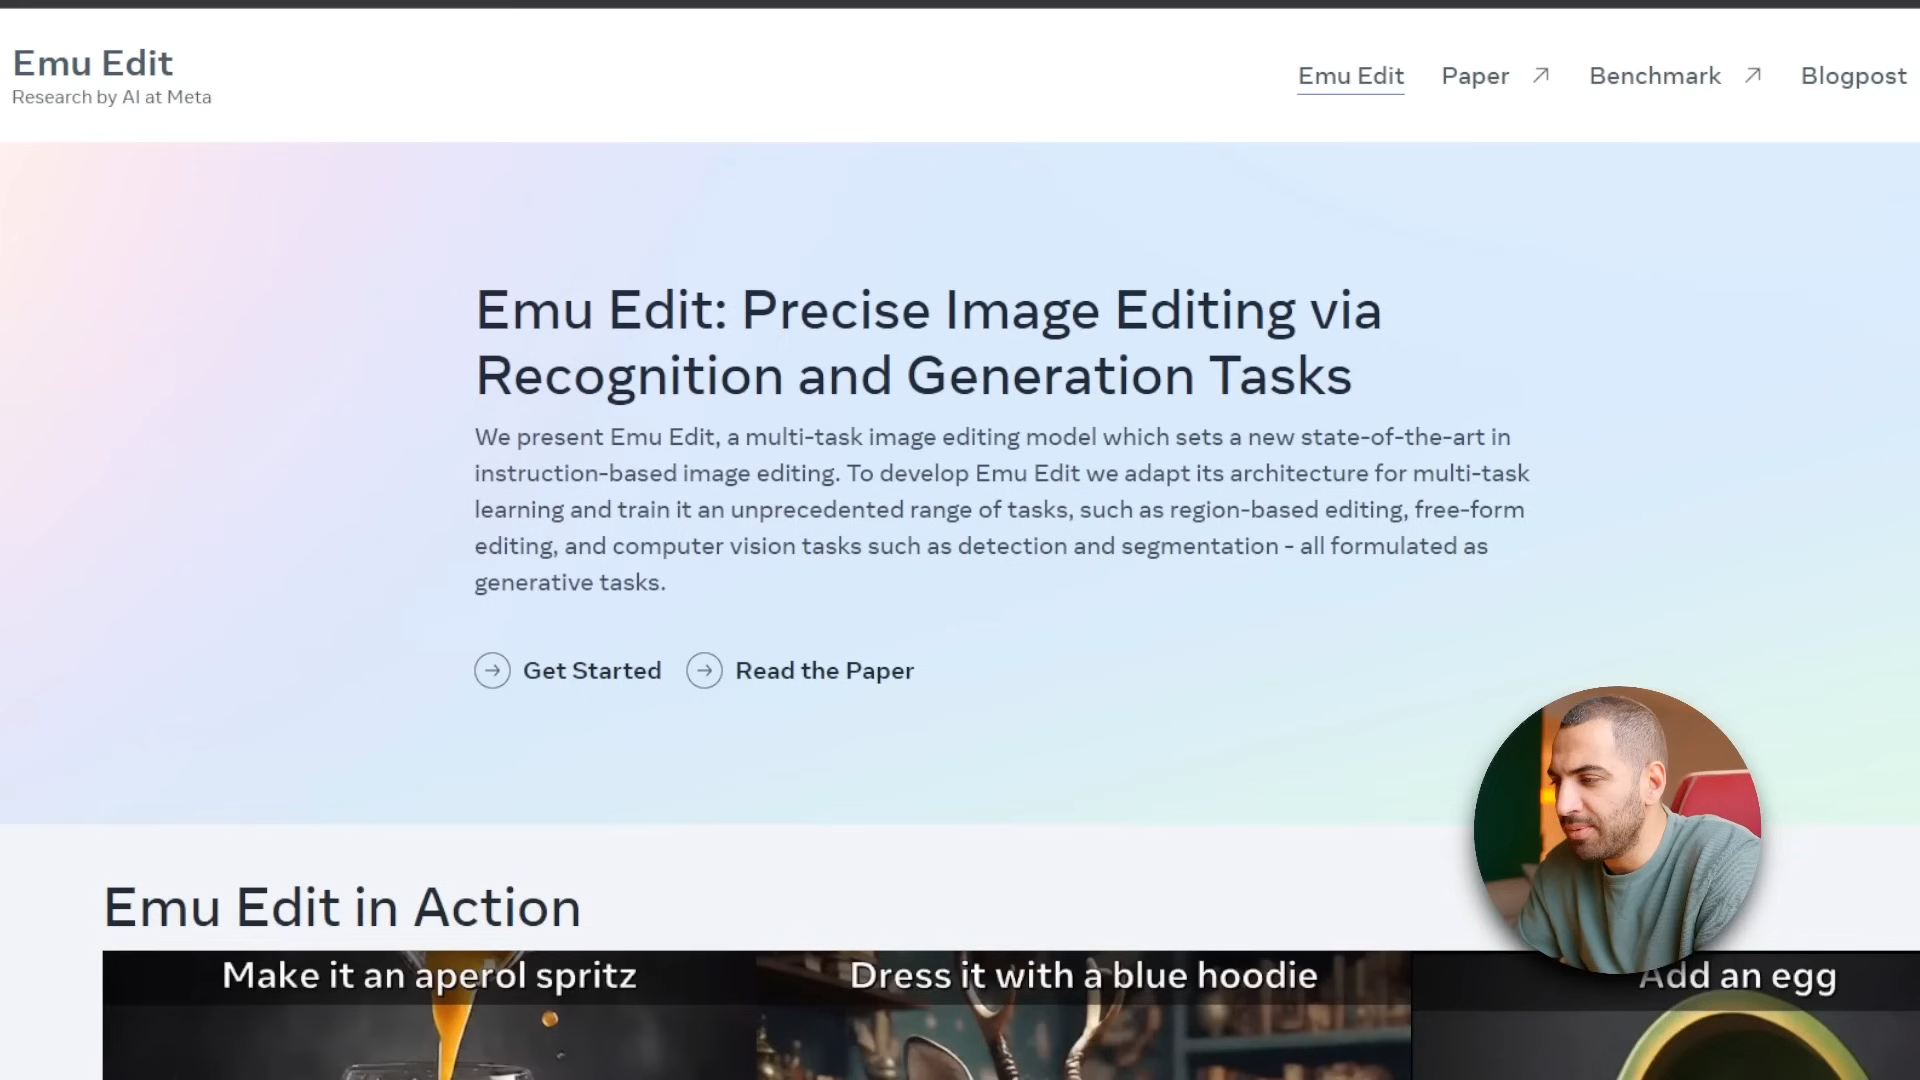 Emu Edit
Research by AI at Meta
Emu Edit
Paper
Benchmark
Blogpost
Emu Edit: Precise Image Editing via
Recognition and Generation Tasks
We present Emu Edit, a multi-task image editing model which sets a new state-of-the-art in
instruction-based image editing. To develop Emu Edit we adapt its architecture for multi-task
learning and train it an unprecedented range of tasks, such as region-based editing, free-form
editing, and computer vision tasks such as detection and segmentation - all formulated as
generative tasks.
Get Started
Read the Paper
Emu Edit in Action
Make it an aperol spritz
Dress it with a blue hoodie
Add an egg